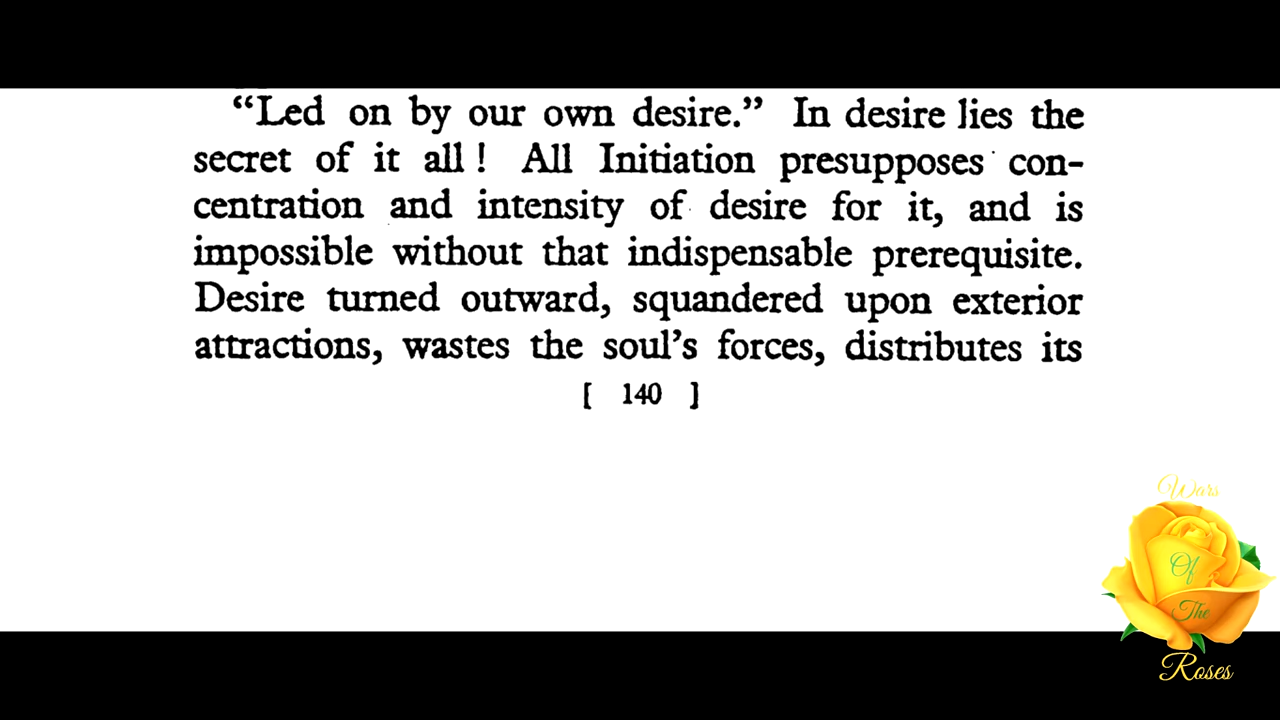 “Led on by our own desire.” In desire lies the
secret of it all! All Initiation presupposes con-
centration and intensity of desire for it, and is
impossible without that indispensable prerequisite.
Desire turned outward, squandered upon exterior
attractions, wastes the soul’s forces, distributes its
[ 140 ]
Wars
Of
The
Roses